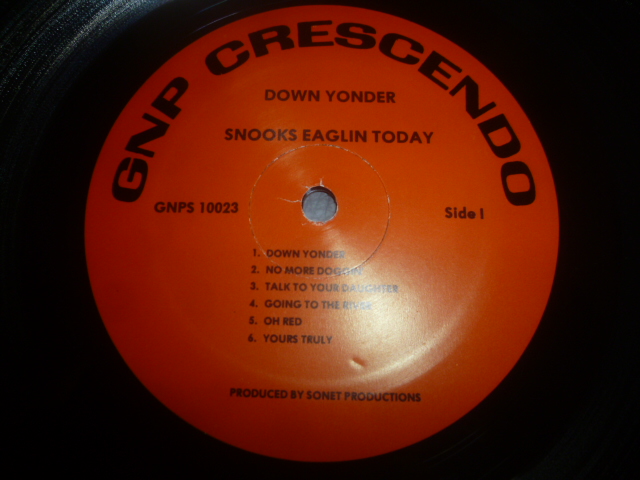 GNP CRESCENDO
DOWN YONDER
SNOOKS EAGLIN TODAY
GNPS 10023
Side I
1. DOWN YONDER
2. NO MORE
3. TALK TO YOUR DAUGHTER
4. GOING TO THE RIVER
5. OH RED
6. YOURS TRULY
PRODUCED BY SONET PRODUCTIONS